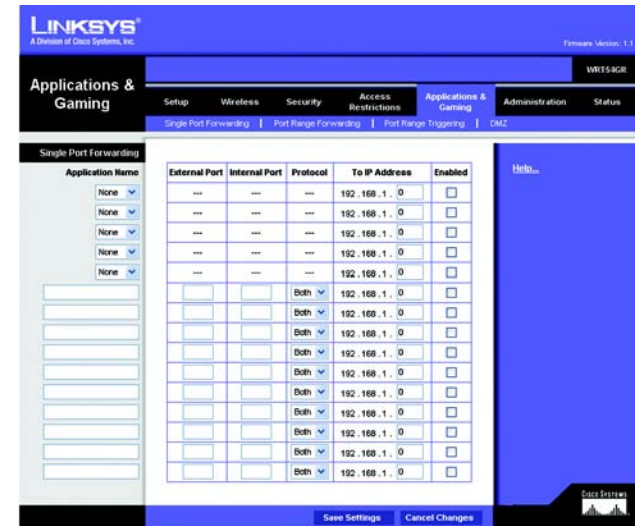 LINKSYS®
A Division of Cisco Systems, Inc.
Firmware Version: 1.1
WRT54GR
Applications & Gaming
Setup Wireless Security Access Restrictions Applications & Gaming Administration Status
Single Port Forwarding | Port Range Forwarding | Port Range Triggering | DMZ
Single Port Forwarding
Help...
Application Name External Port Internal Port Protocol To IP Address Enabled
None --- --- --- 192.168.1. 0
None --- --- --- 192.168.1. 0
None --- --- --- 192.168.1. 0
None --- --- --- 192.168.1. 0
None --- --- --- 192.168.1. 0
Both 192.168.1. 0
Both 192.168.1. 0
Both 192.168.1. 0
Both 192.168.1. 0
Both 192.168.1. 0
Both 192.168.1. 0
Both 192.168.1. 0
Both 192.168.1. 0
Both 192.168.1. 0
Both 192.168.1. 0
Save Settings Cancel Changes
CISCO SYSTEMS